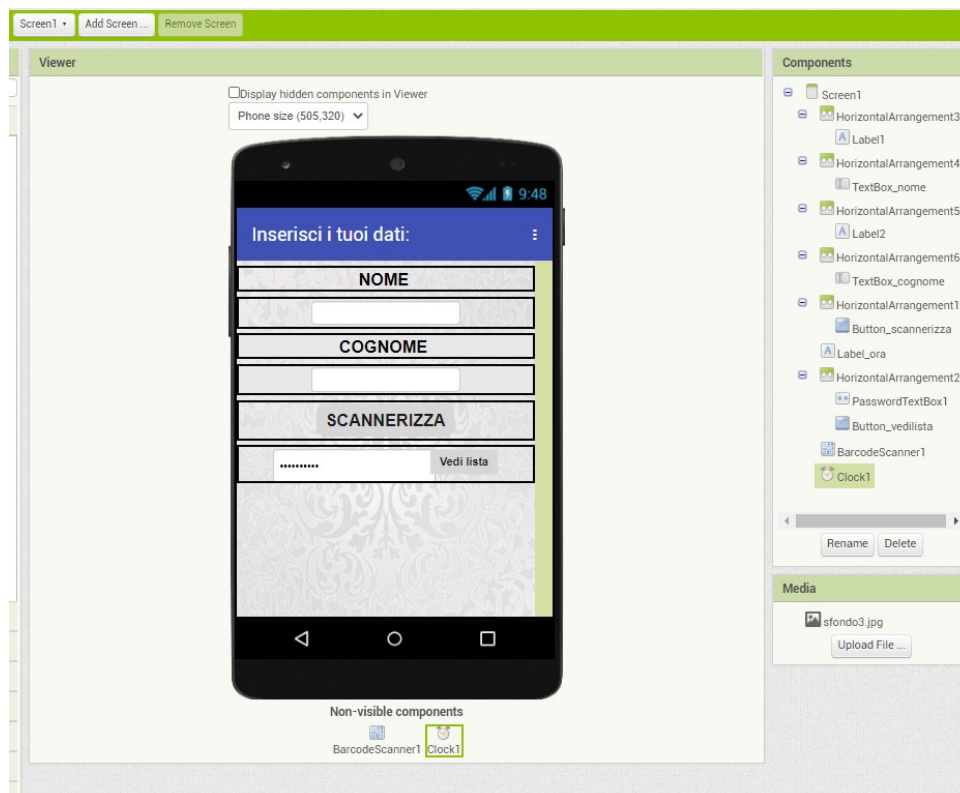 Screen1
Add Screen ...
Remove Screen
Viewer
Display hidden components in Viewer
Phone size (505,320)
9:48
Inserisci i tuoi dati:
NOME
COGNOME
SCANNERIZZA
••••••••••
Vedi lista
Non-visible components
BarcodeScanner1
Clock1
Components
Screen1
HorizontalArrangement3
A Label1
HorizontalArrangement4
TextBox_nome
HorizontalArrangement5
A Label2
HorizontalArrangement6
TextBox_cognome
HorizontalArrangement1
Button_scannerizza
A Label_ora
HorizontalArrangement2
PasswordTextBox1
Button_vedilista
BarcodeScanner1
Clock1
Rename
Delete
Media
sfondo3.jpg
Upload File ...